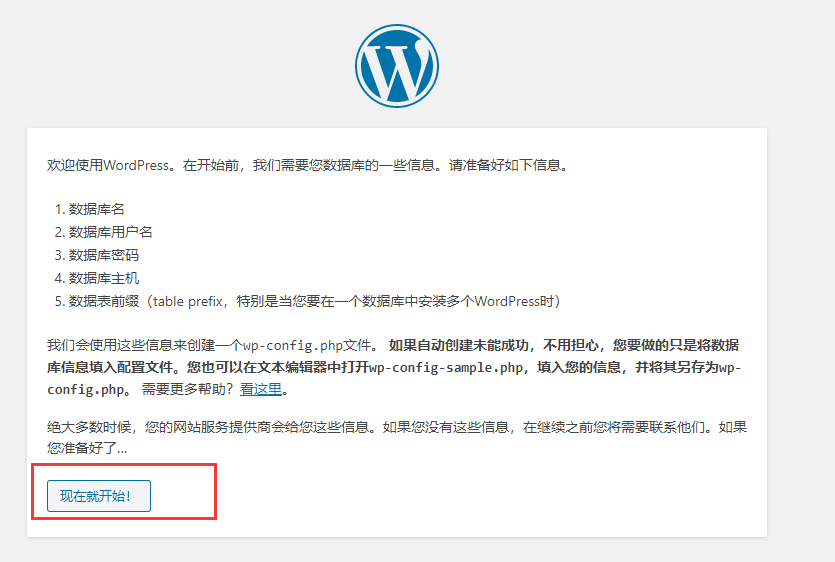 欢迎使用WordPress。在开始前，我们需要您数据库的一些信息。请准备好如下信息。
1. 数据库名
2. 数据库用户名
3. 数据库密码
4. 数据库主机
5. 数据表前缀（table prefix，特别是当您要在一个数据库中安装多个WordPress时）
我们会使用这些信息来创建一个wp-config.php文件。 如果自动创建未能成功，不用担心，您要做的只是将数据
库信息填入配置文件。您也可以在文本编辑器中打开wp-config-sample.php，填入您的信息，并将其另存为wp-
config.php。 需要更多帮助？看这里。
绝大多数时候，您的网站服务提供商会给您这些信息。如果您没有这些信息，在继续之前您将需要联系他们。如果
您准备好了…
现在就开始！